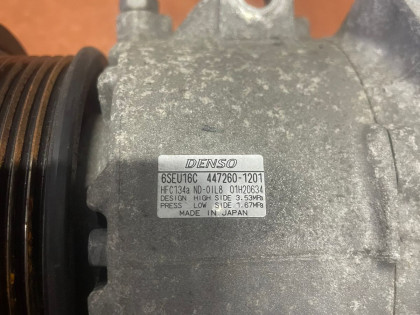 DENSO
6SEU16C 447260-1201
HFC134a ND-OIL8 01H20634
DESIGN HIGH SIDE 3.53MPa
PRESS LOW SIDE 1.67MPa
MADE IN JAPAN